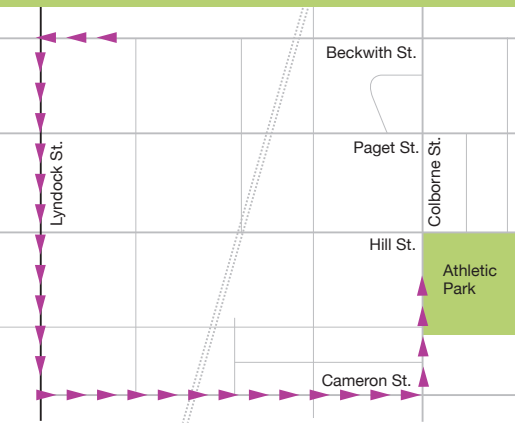 Beckwith St.
Paget St.
Colborne St.
Lyndock St.
Hill St.
Athletic
Park
Cameron St.